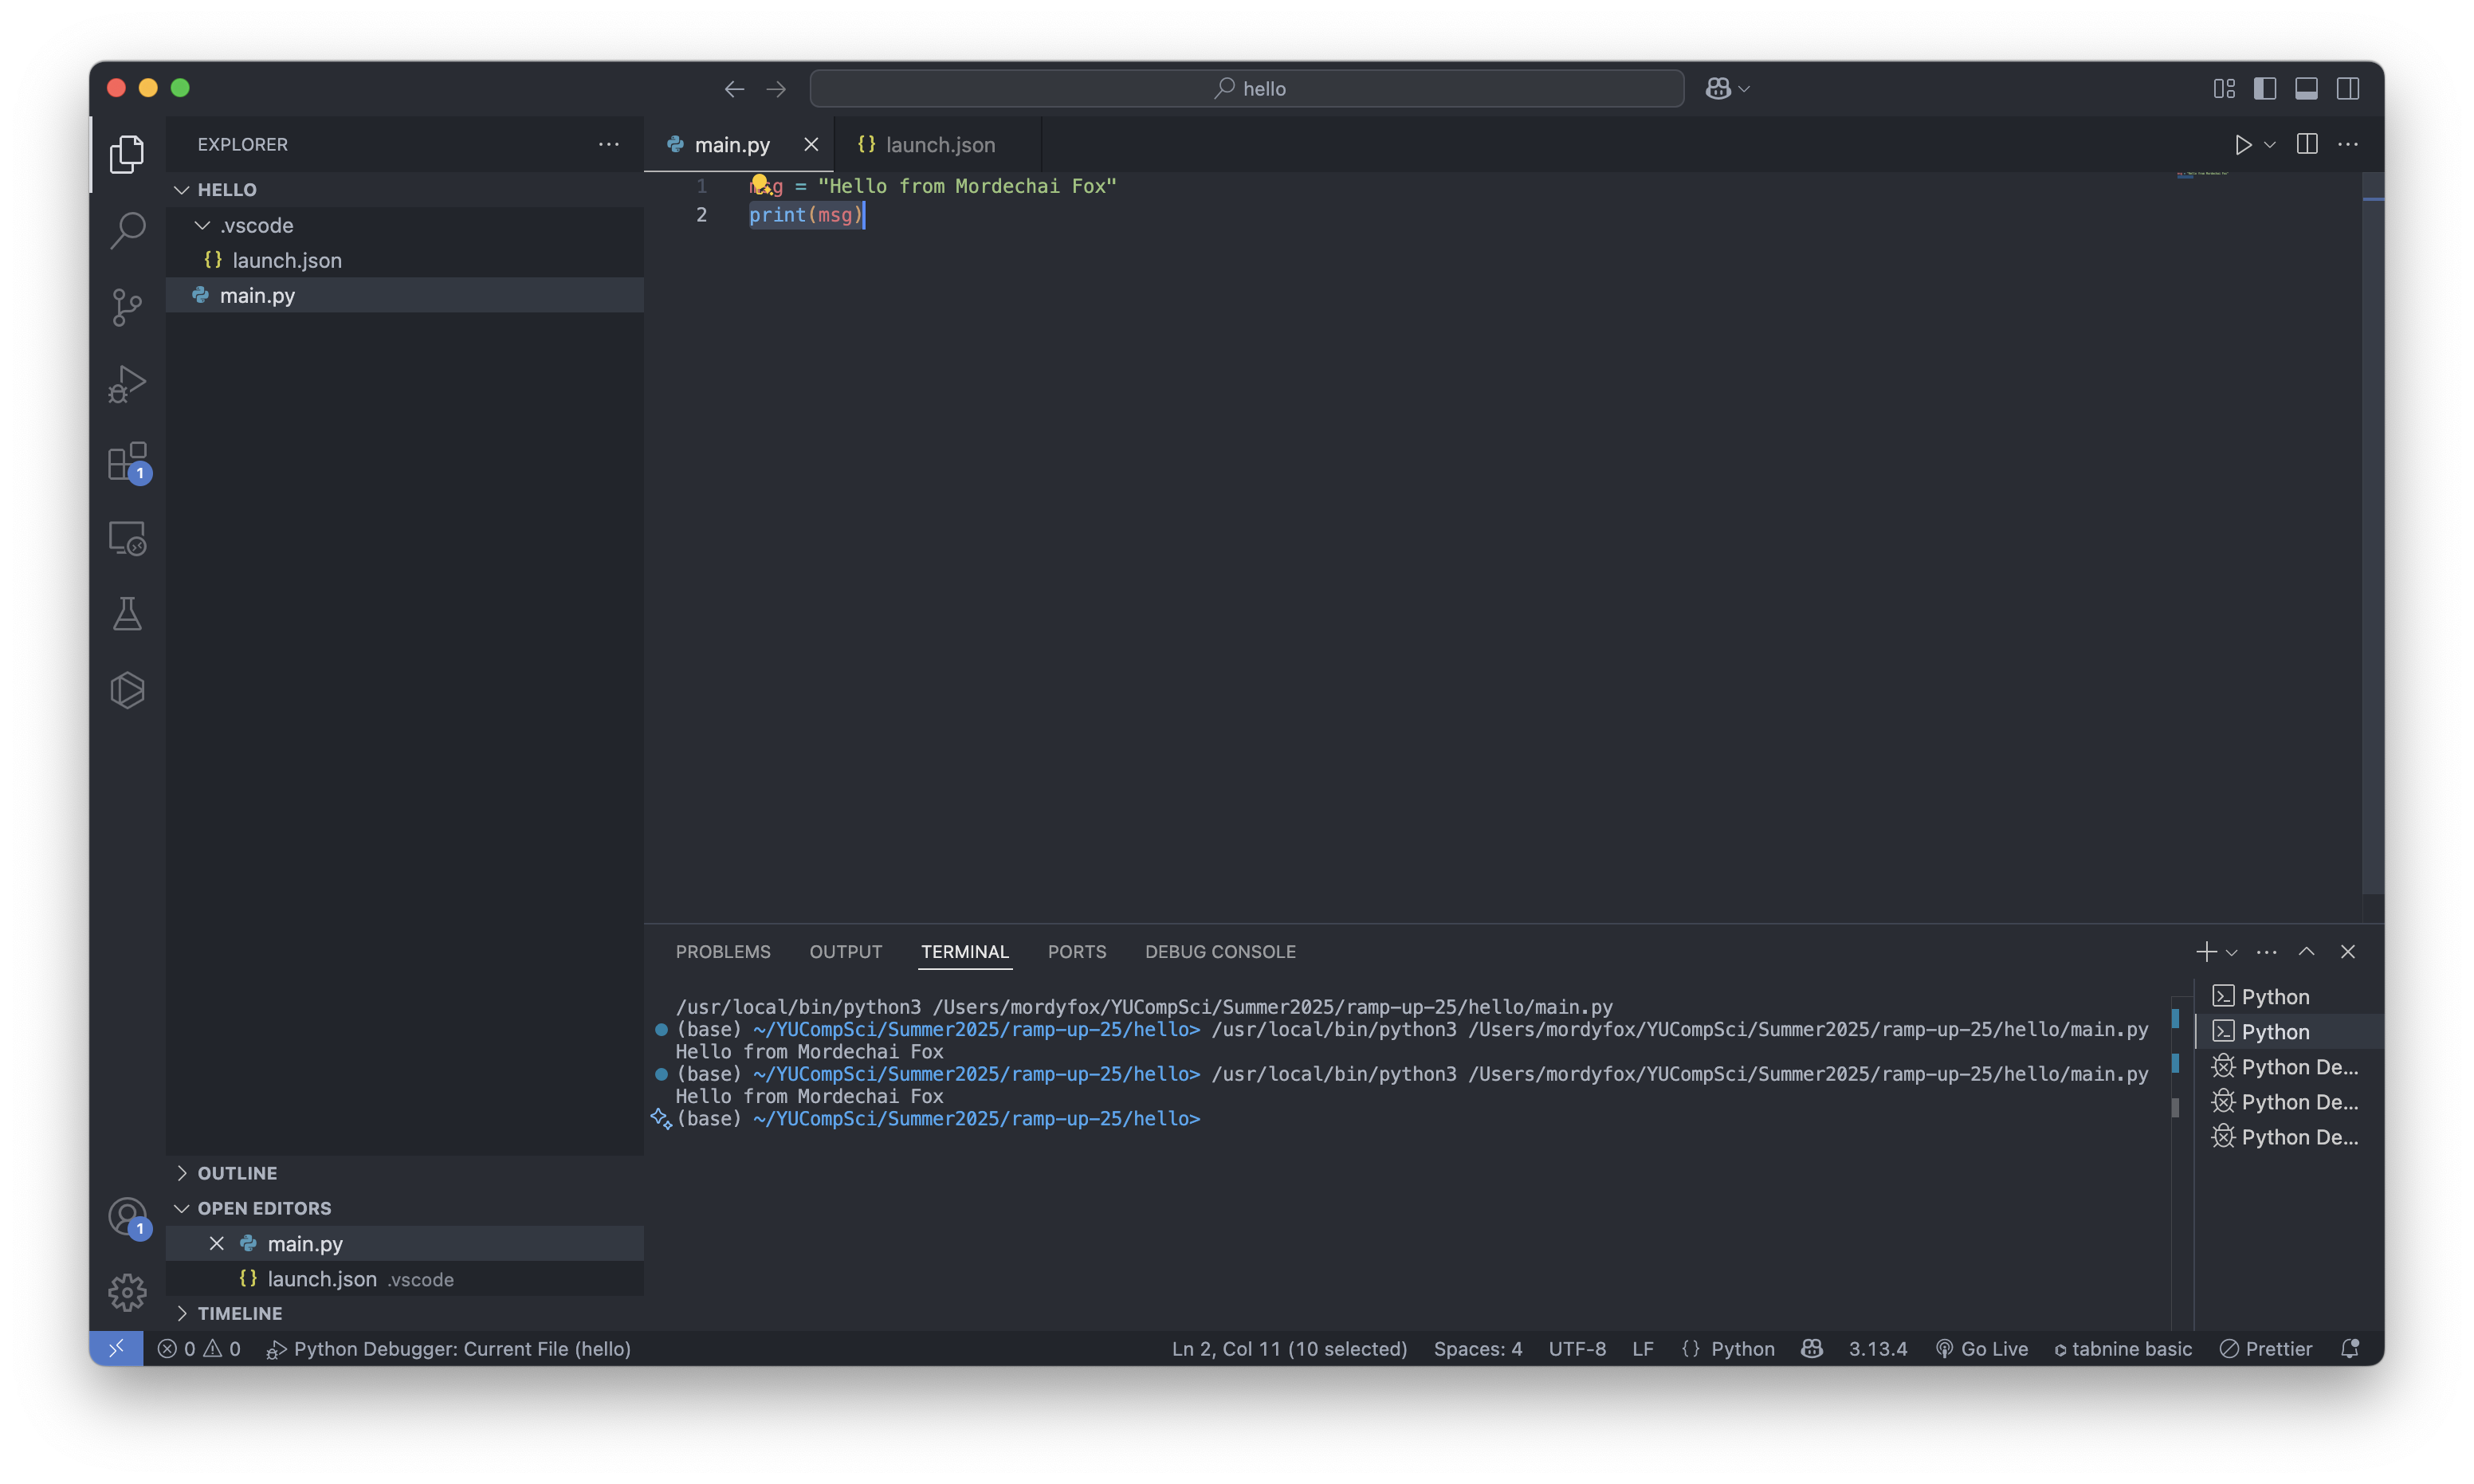 hello
EXPLORER
HELLO
.vscode
{} launch.json
main.py
1
OUTLINE
OPEN EDITORS
main.py
{} launch.json .vscode
TIMELINE
1
main.py
{} launch.json
1 msg = "Hello from Mordechai Fox"
2 print(msg)
PROBLEMS OUTPUT TERMINAL PORTS DEBUG CONSOLE
/usr/local/bin/python3 /Users/mordyfox/YUCompSci/Summer2025/ramp-up-25/hello/main.py
(base) ~/YUCompSci/Summer2025/ramp-up-25/hello> /usr/local/bin/python3 /Users/mordyfox/YUCompSci/Summer2025/ramp-up-25/hello/main.py
Hello from Mordechai Fox
(base) ~/YUCompSci/Summer2025/ramp-up-25/hello> /usr/local/bin/python3 /Users/mordyfox/YUCompSci/Summer2025/ramp-up-25/hello/main.py
Hello from Mordechai Fox
(base) ~/YUCompSci/Summer2025/ramp-up-25/hello>
Python
Python
Python De...
Python De...
Python De...
0 0 Python Debugger: Current File (hello) Ln 2, Col 11 (10 selected) Spaces: 4 UTF-8 LF {} Python 3.13.4 Go Live tabnine basic Prettier